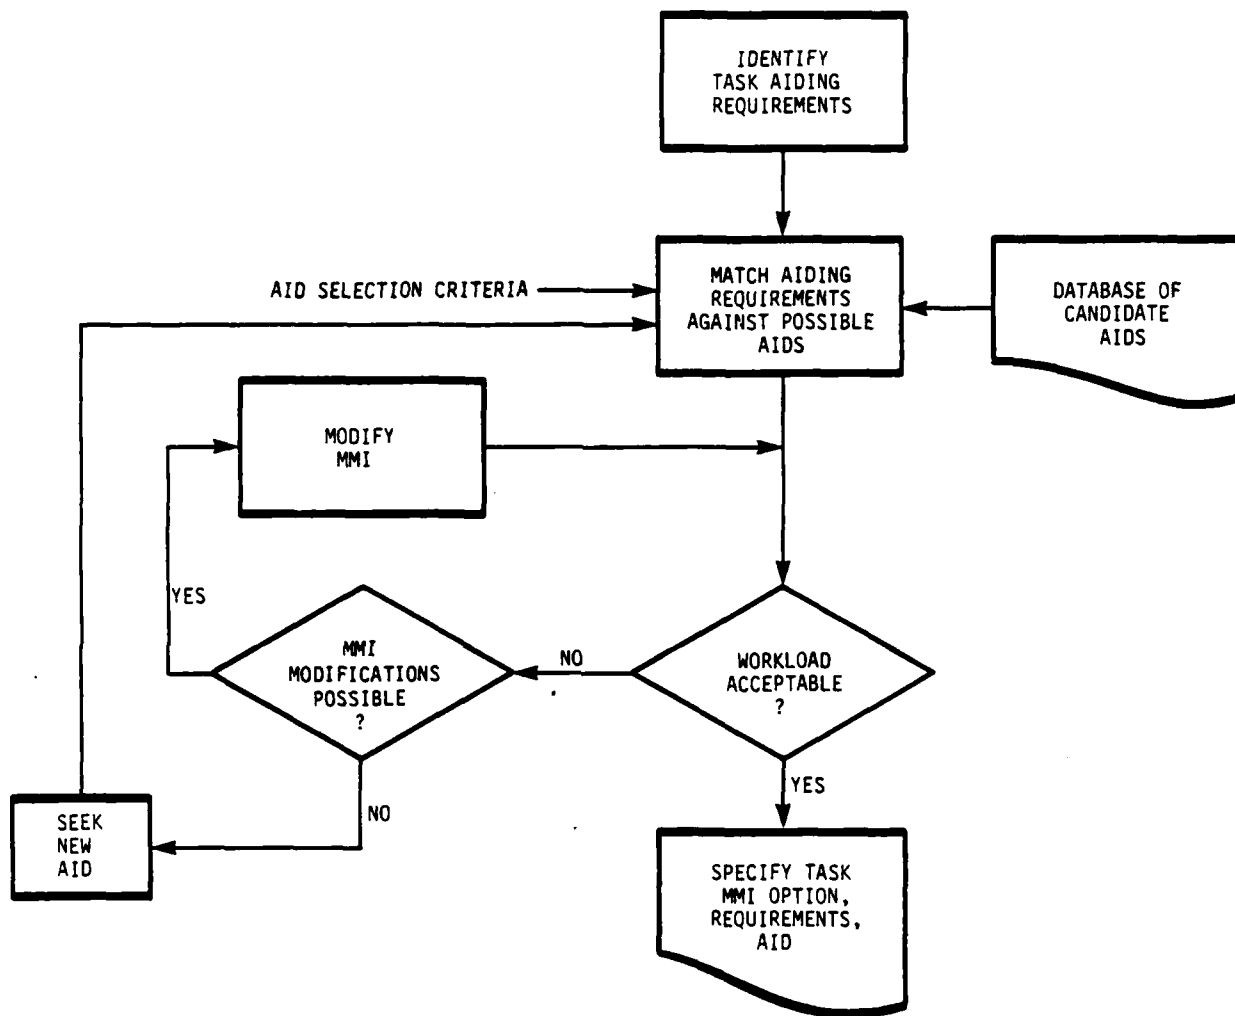 IDENTIFY
TASK AIDING
REQUIREMENTS
AID SELECTION CRITERIA
MATCH AIDING
REQUIREMENTS
AGAINST POSSIBLE
AIDS
DATABASE OF
CANDIDATE
AIDS
MODIFY
MMI
YES
MMI
MODIFICATIONS
POSSIBLE
?
NO
WORKLOAD
ACCEPTABLE
?
YES
NO
SEEK
NEW
AID
SPECIFY TASK
MMI OPTION,
REQUIREMENTS,
AID